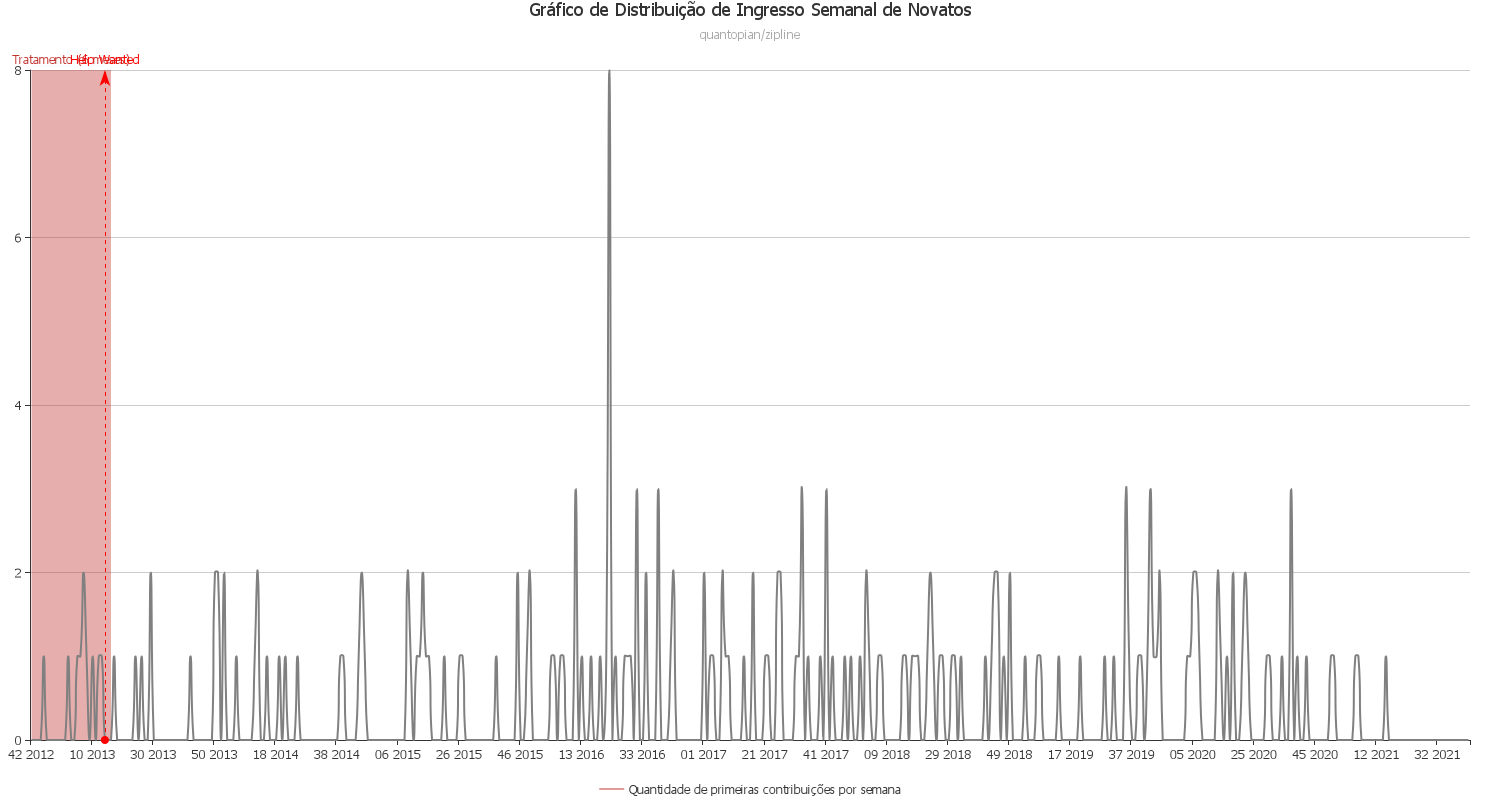 Gráfico de Distribuição de Ingresso Semanal de Novatos
quantopian/zipline
Tratamento Help Wanted
8
6
4
2
0
42 2012 10 2013 30 2013 50 2013 18 2014 38 2014 06 2015 26 2015 46 2015 13 2016 33 2016 01 2017 21 2017 41 2017 09 2018 29 2018 49 2018 17 2019 37 2019 05 2020 25 2020 45 2020 12 2021 32 2021
Quantidade de primeiras contribuições por semana